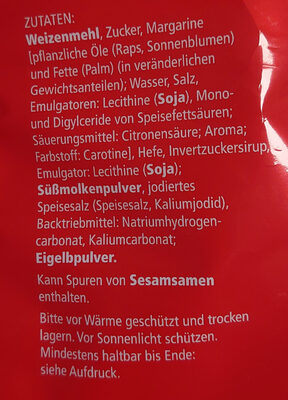 ZUTATEN:
Weizenmehl, Zucker, Margarine
[pflanzliche Öle (Raps, Sonnenblumen)
und Fette (Palm) (in veränderlichen
Gewichtsanteilen); Wasser, Salz,
Emulgatoren: Lecithine (Soja), Mono-
und Digylceride von Speisefettsäuren;
Säuerungsmittel: Citronensäure; Aroma;
Farbstoff: Carotine], Hefe, Invertzuckersirup,
Emulgator: Lecithine (Soja);
Süßmolkenpulver, jodiertes
Speisesalz (Speisesalz, Kaliumjodid),
Backtriebmittel: Natriumhydrogen-
carbonat, Kaliumcarbonat;
Eigelbpulver.
Kann Spuren von Sesamsamen
enthalten.
Bitte vor Wärme geschützt und trocken
lagern. Vor Sonnenlicht schützen.
Mindestens haltbar bis Ende:
siehe Aufdruck.